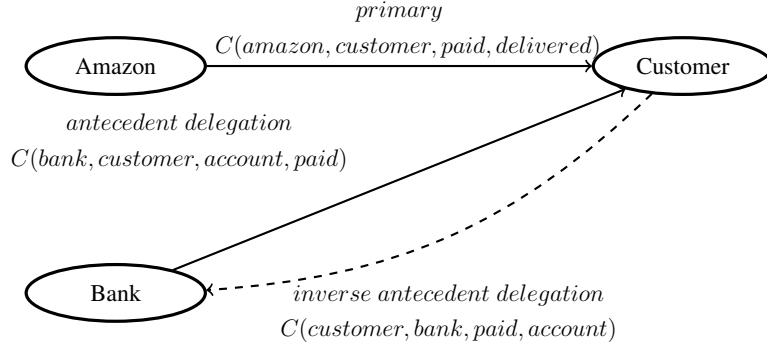 primary
C(amazon, customer, paid, delivered)
Amazon
Customer
antecedent delegation
C(bank, customer, account, paid)
Bank
inverse antecedent delegation
C(customer, bank, paid, account)